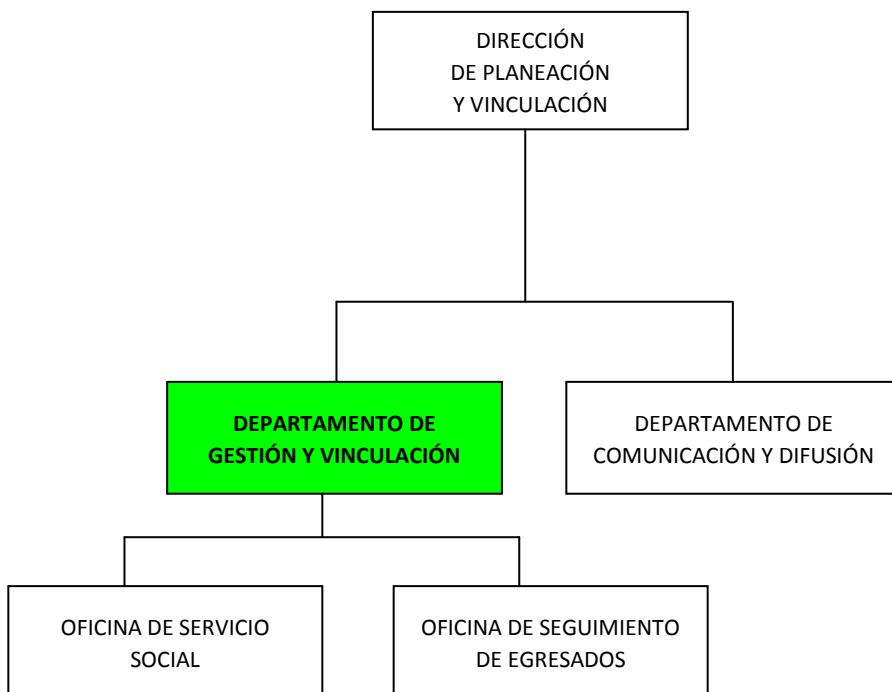 DIRECCIÓN
DE PLANEACIÓN
Y VINCULACIÓN
DEPARTAMENTO DE
GESTIÓN Y VINCULACIÓN
DEPARTAMENTO DE
COMUNICACIÓN Y DIFUSIÓN
OFICINA DE SERVICIO
SOCIAL
OFICINA DE SEGUIMIENTO
DE EGRESADOS